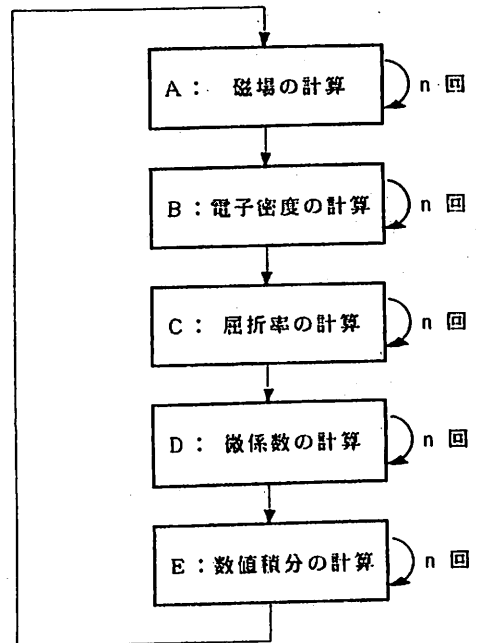 A： 磁場の計算 n 回
B：電子密度の計算 n 回
C： 屈折率の計算 n 回
D： 微係数の計算 n 回
E：数値積分の計算 n 回